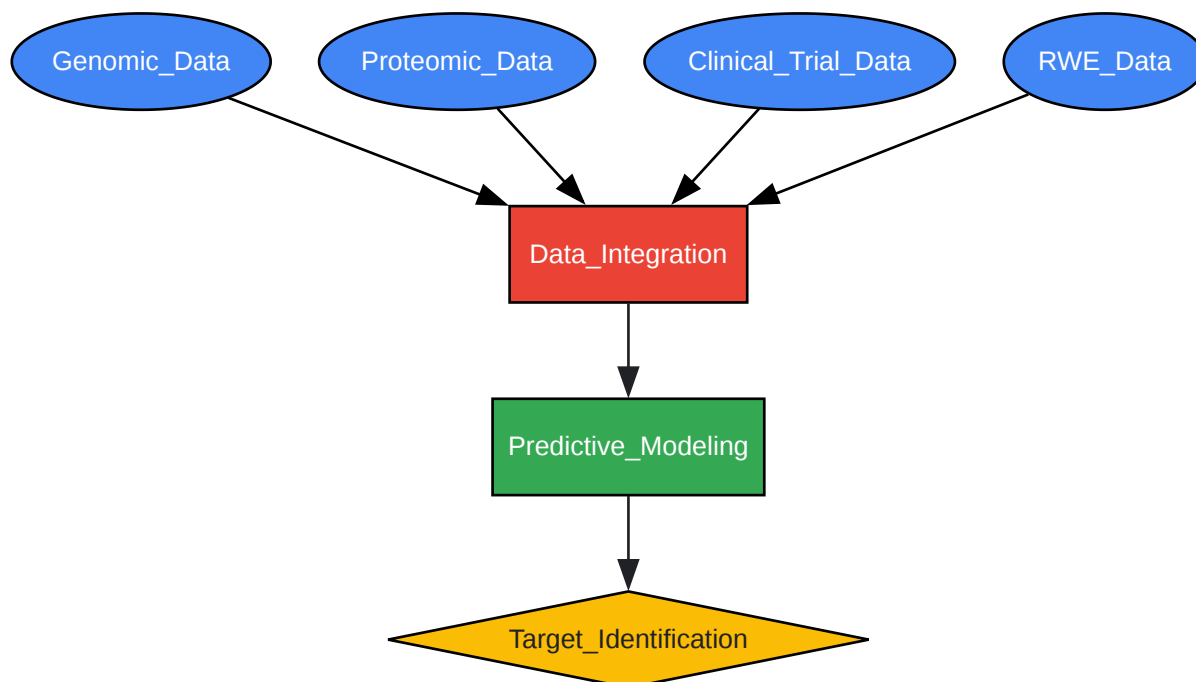 Genomic_Data
Proteomic_Data
Clinical_Trial_Data
RWE_Data
Data_Integration
Predictive_Modeling
Target_Identification